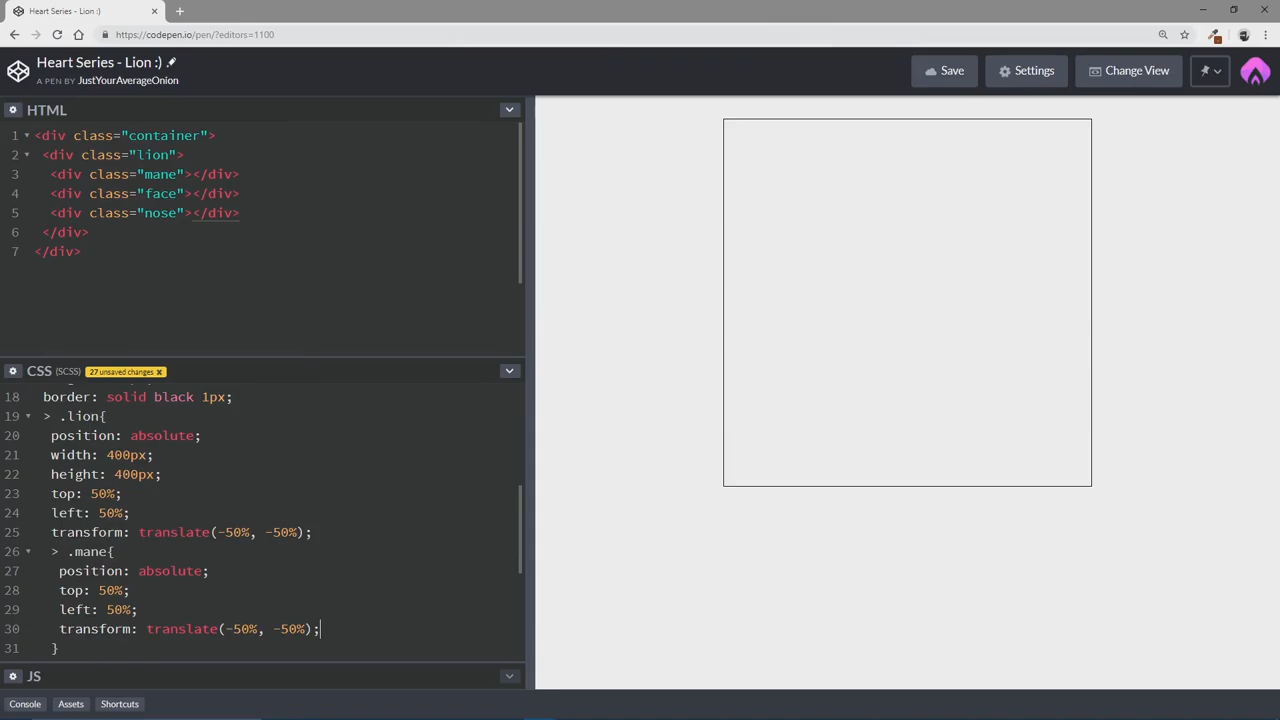 Heart Series - Lion :)
https://codepen.io/pen/?editors=1100
Heart Series - Lion :)
A PEN BY JustYourAverageOnion
Save
Settings
Change View
HTML
1 <div class="container">
2 <div class="lion">
3 <div class="mane"></div>
4 <div class="face"></div>
5 <div class="nose"></div>
6 </div>
7 </div>
CSS (SCSS) 27 unsaved changes x
18 border: solid black 1px;
19 > .lion{
20 position: absolute;
21 width: 400px;
22 height: 400px;
23 top: 50%;
24 left: 50%;
25 transform: translate(-50%, -50%);
26 > .mane{
27 position: absolute;
28 top: 50%;
29 left: 50%;
30 transform: translate(-50%, -50%);
31 }
JS
Console Assets Shortcuts